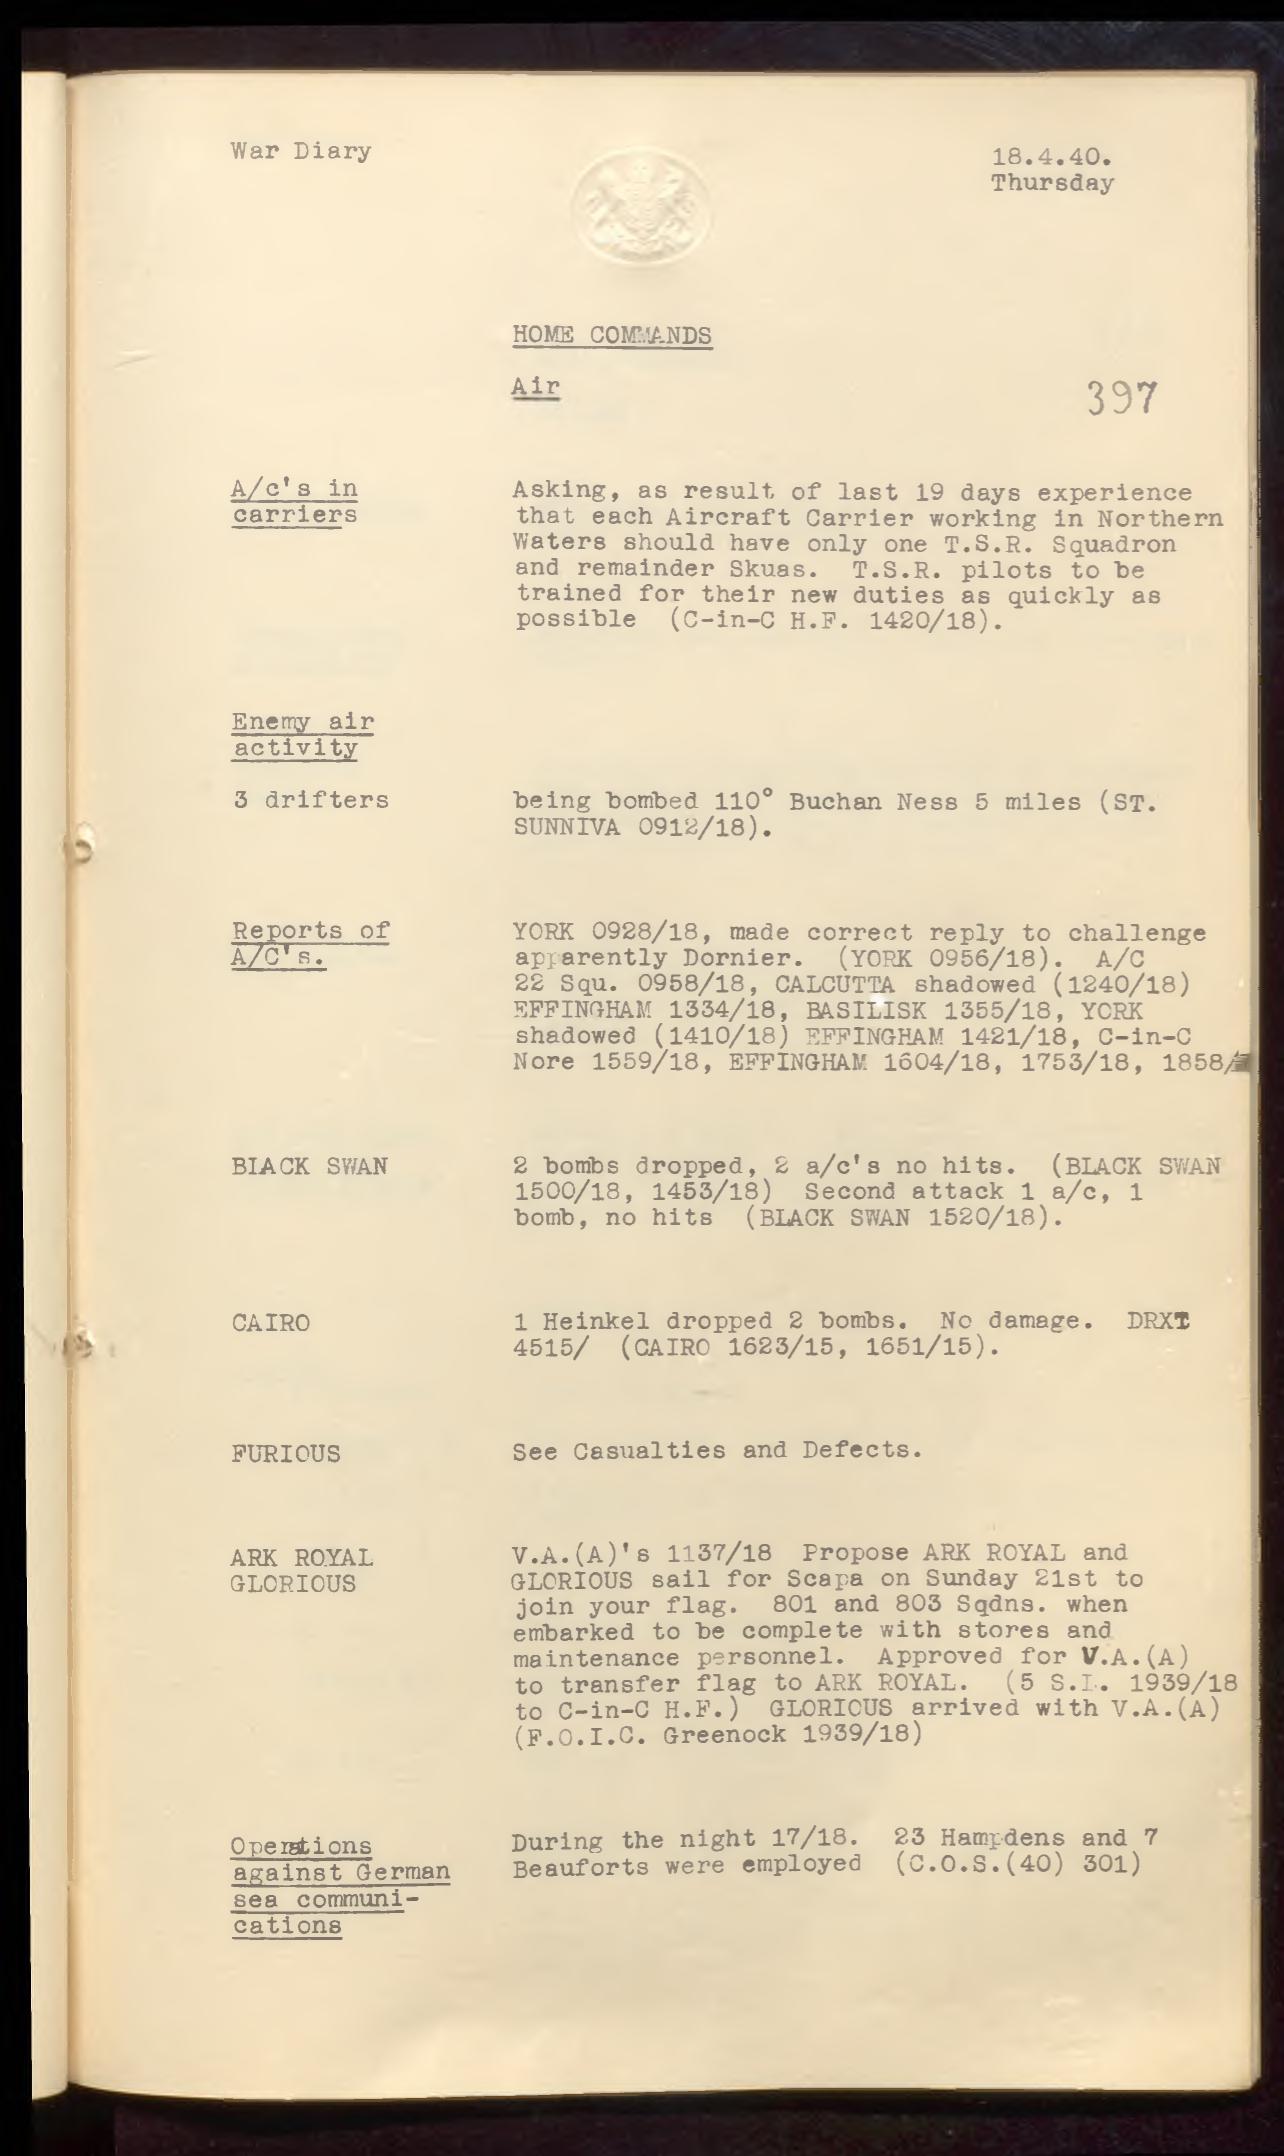 War Diary
18.4.40.
Thursday
HOME COMMANDS
Air
397
A/c's in
carriers
Asking, as result of last 19 days experience
that each Aircraft Carrier working in Northern
Waters should have only one T.S.R. Squadron
and remainder Skuas. T.S.R. pilots to be
trained for their new duties as quickly as
possible (C-in-C H.F. 1420/18).
Enemy air
activity
3 drifters
being bombed 110° Buchan Ness 5 miles (ST.
SUNNIVA 0912/18).
Reports of
A/C's.
YORK 0928/18, made correct reply to challenge
apparently Dornier. (YORK 0956/18). A/C
22 Squ. 0958/18, CALCUTTA shadowed (1240/18)
EFFINGHAM 1334/18, BASILISK 1355/18, YORK
shadowed (1410/18) EFFINGHAM 1421/18, C-in-C
Nore 1559/18, EFFINGHAM 1604/18, 1753/18, 1858/
BLACK SWAN
2 bombs dropped, 2 a/c's no hits. (BLACK SWAN
1500/18, 1453/18) Second attack 1 a/c, 1
bomb, no hits (BLACK SWAN 1520/18).
CAIRO
1 Heinkel dropped 2 bombs. No damage. DRXT
4515/ (CAIRO 1623/15, 1651/15).
FURIOUS
See Casualties and Defects.
ARK ROYAL
GLORIOUS
V.A.(A)'s 1137/18 Propose ARK ROYAL and
GLORIOUS sail for Scapa on Sunday 21st to
join your flag. 801 and 803 Sqdns. when
embarked to be complete with stores and
maintenance personnel. Approved for V.A.(A)
to transfer flag to ARK ROYAL. (5 S.L. 1939/18
to C-in-C H.F.) GLORIOUS arrived with V.A.(A)
(F.O.I.C. Greenock 1939/18)
Operations
against German
sea communi-
cations
During the night 17/18. 23 Hampdens and 7
Beauforts were employed (C.O.S.(40) 301)